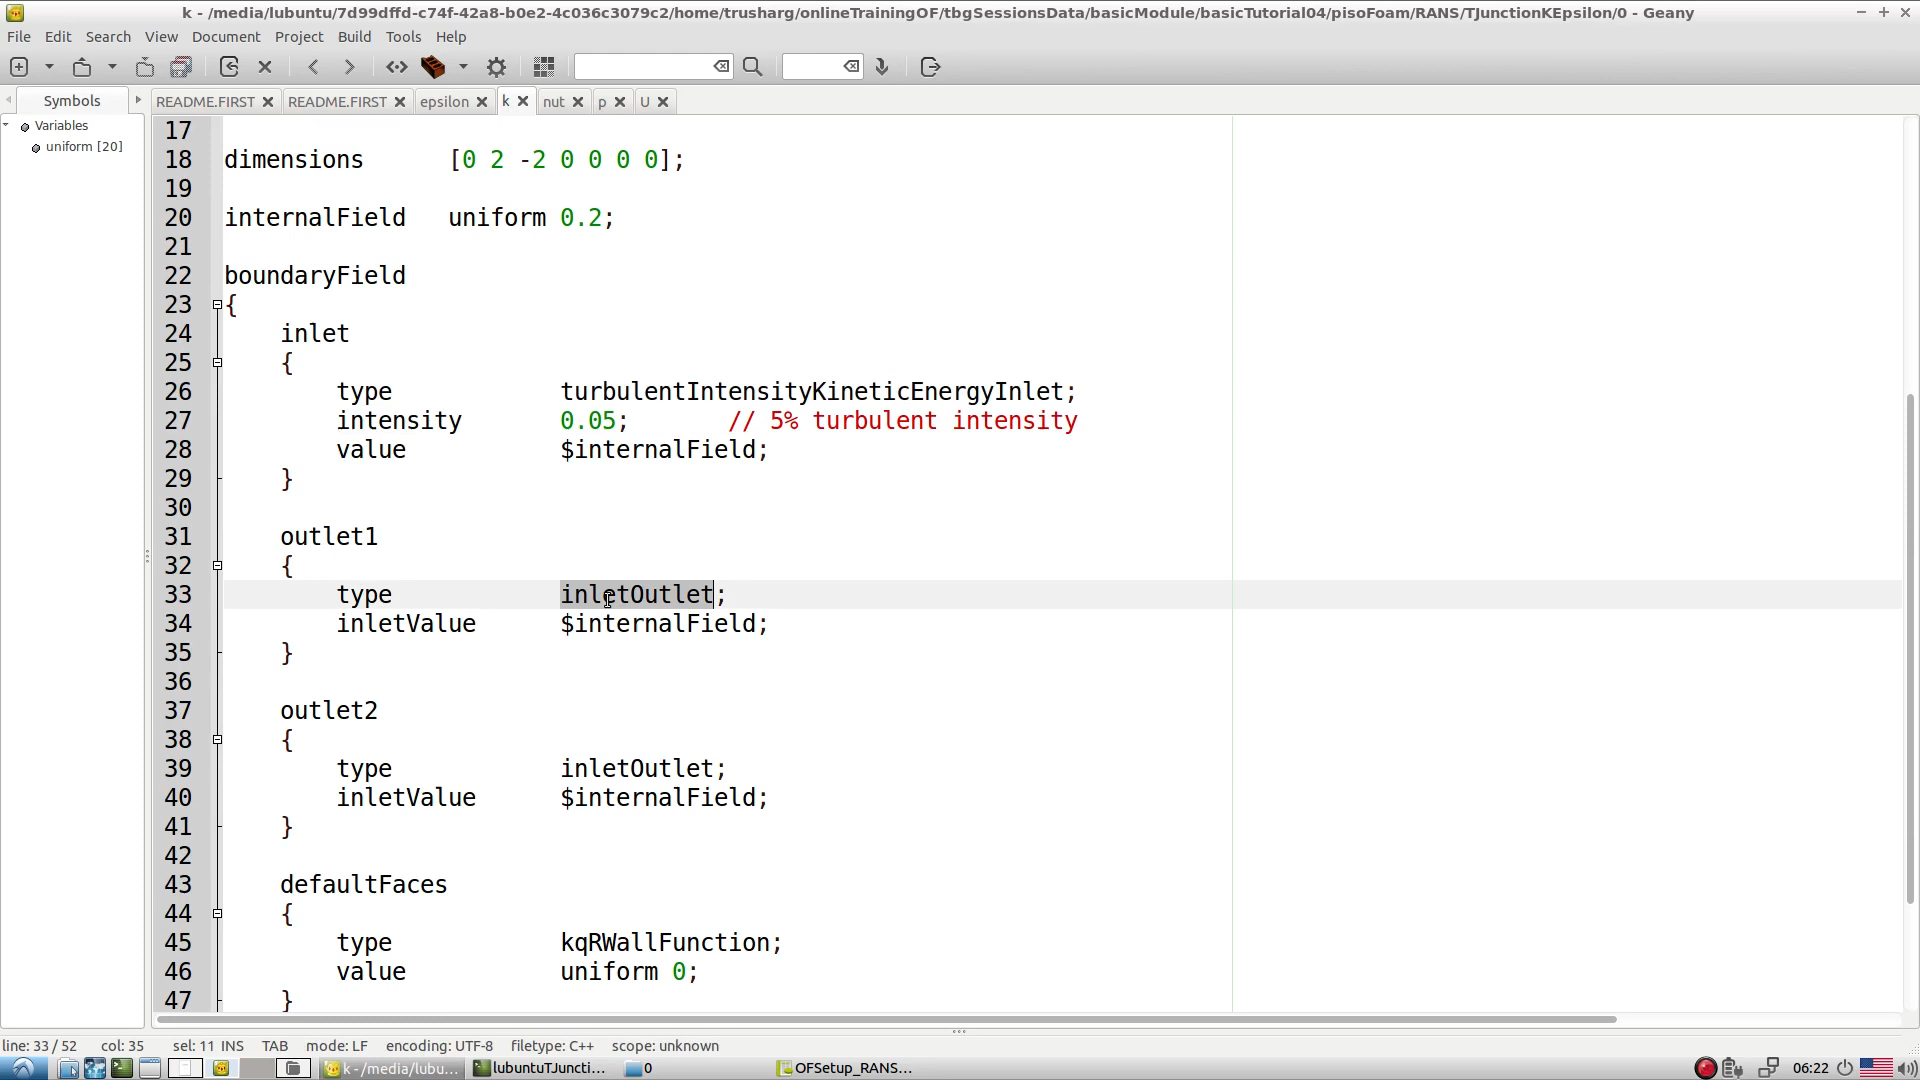 k - /media/lubuntu/7d99dffd-c74f-42a8-b0e2-4c036c3079c2/home/trusharg/onlineTrainingOF/tbgSessionsData/basicModule/basicTutorial04/pisoFoam/RANS/TJunctionKEpsilon/0 - Geany
File Edit Search View Document Project Build Tools Help
Symbols README.FIRST README.FIRST epsilon k nut p U
Variables
uniform [20]
17
18 dimensions [0 2 -2 0 0 0 0];
19
20 internalField uniform 0.2;
21
22 boundaryField
23 {
24 inlet
25 {
26 type turbulentIntensityKineticEnergyInlet;
27 intensity 0.05; // 5% turbulent intensity
28 value $internalField;
29 }
30
31 outlet1
32 {
33 type inletOutlet;
34 inletValue $internalField;
35 }
36
37 outlet2
38 {
39 type inletOutlet;
40 inletValue $internalField;
41 }
42
43 defaultFaces
44 {
45 type kqRWallFunction;
46 value uniform 0;
47 }
line: 33 / 52 col: 35 sel: 11 INS TAB mode: LF encoding: UTF-8 filetype: C++ scope: unknown
k - /media/lubu... lubuntuTJuncti... 0 OFSetup_RANS... 06:22